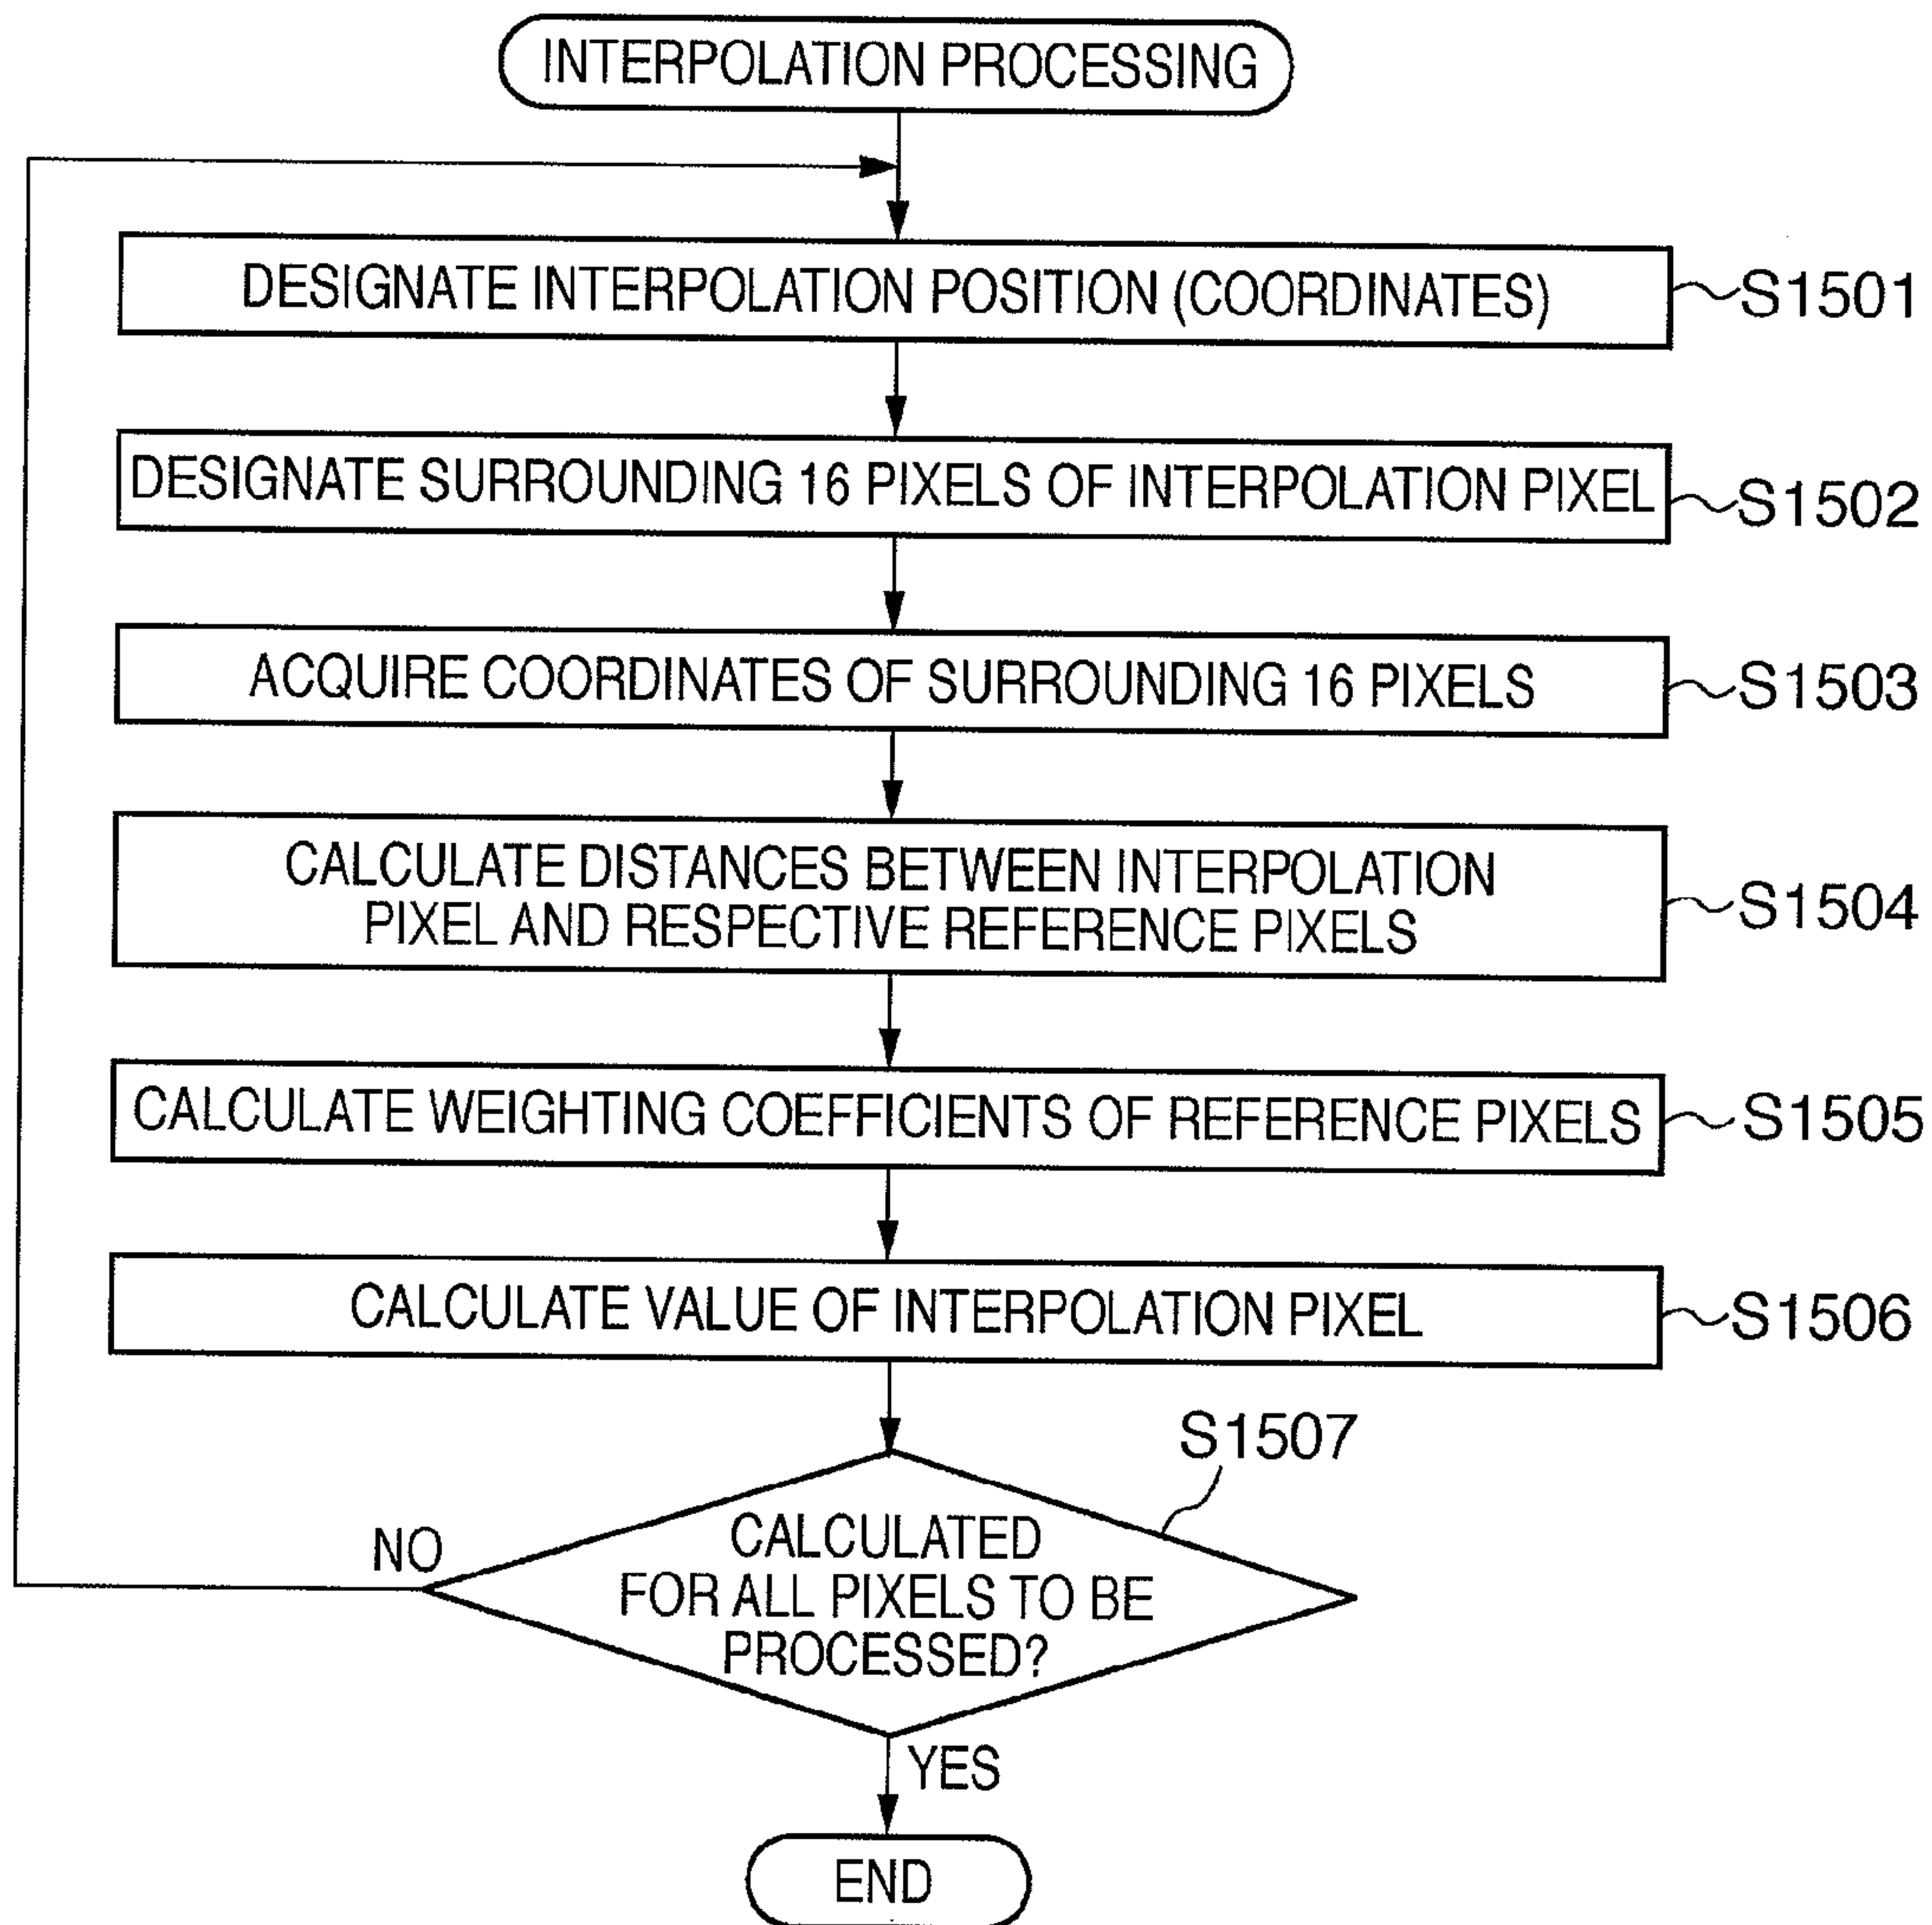 INTERPOLATION PROCESSING
DESIGNATE INTERPOLATION POSITION (COORDINATES)
S1501
DESIGNATE SURROUNDING 16 PIXELS OF INTERPOLATION PIXEL
S1502
ACQUIRE COORDINATES OF SURROUNDING 16 PIXELS
S1503
CALCULATE DISTANCES BETWEEN INTERPOLATION
PIXEL AND RESPECTIVE REFERENCE PIXELS
S1504
CALCULATE WEIGHTING COEFFICIENTS OF REFERENCE PIXELS
S1505
CALCULATE VALUE OF INTERPOLATION PIXEL
S1506
S1507
CALCULATED
FOR ALL PIXELS TO BE
PROCESSED?
NO
YES
END